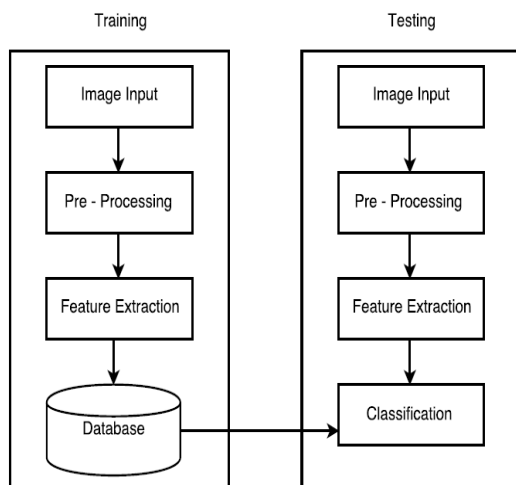 Training
Testing
Image Input
Pre - Processing
Feature Extraction
Database
Image Input
Pre - Processing
Feature Extraction
Classification